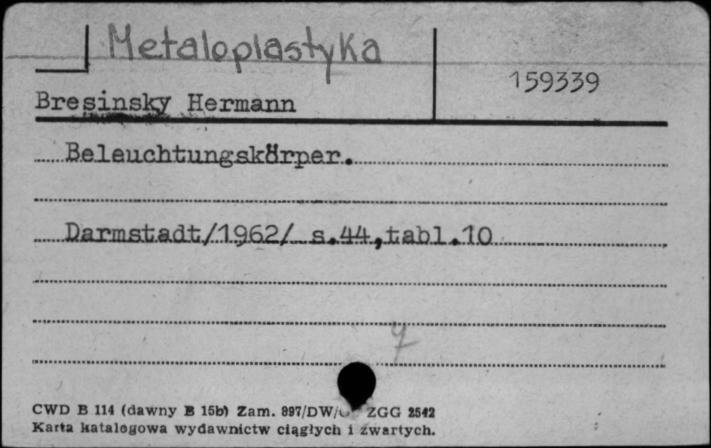 Metaloplastyka
159339
Bresinsky Hermann
Beleuchtungskörper.
Darmstadt/1962/ s.44,tabl.10
7
CWD B 114 (dawny B 15b) Zam. 897/DW/ ZGG 2542
Karta katalogowa wydawnictw ciągłych i zwartych.